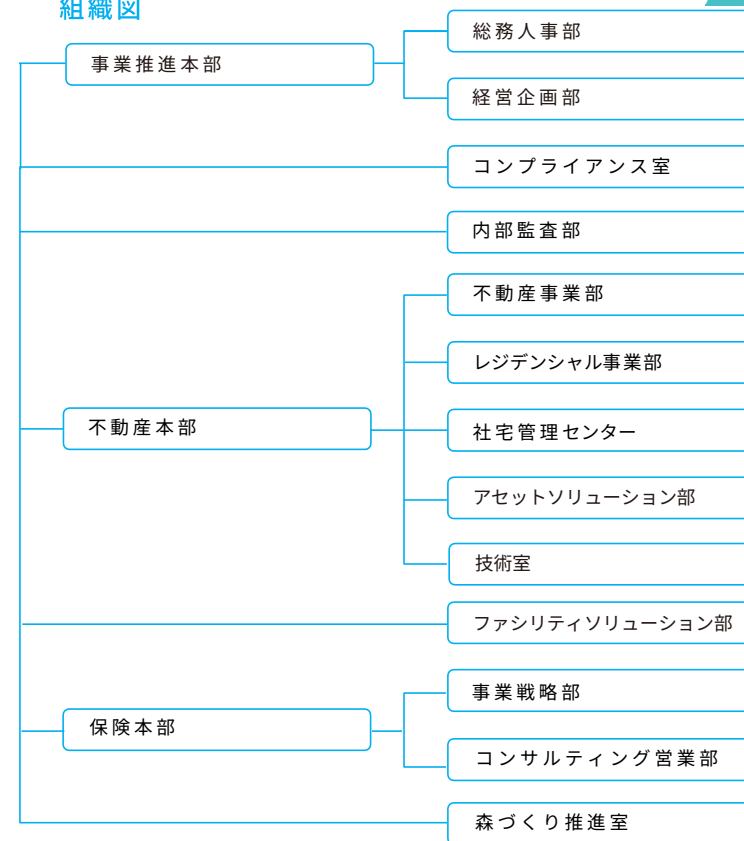 組織図
総務人事部
事業推進本部
経営企画部
コンプライアンス室
内部監査部
不動産事業部
レジデンシャル事業部
不動産本部
社宅管理センター
アセットソリューション部
技術室
ファシリティソリューション部
事業戦略部
保険本部
コンサルティング営業部
森づくり推進室